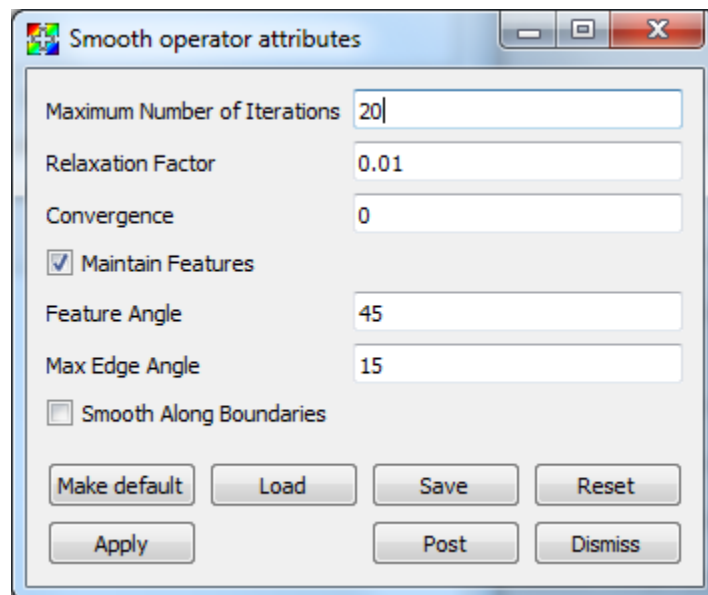 Smooth operator attributes
Maximum Number of Iterations 20
Relaxation Factor 0.01
Convergence 0
Maintain Features
Feature Angle 45
Max Edge Angle 15
Smooth Along Boundaries
Make default Load Save Reset
Apply Post Dismiss